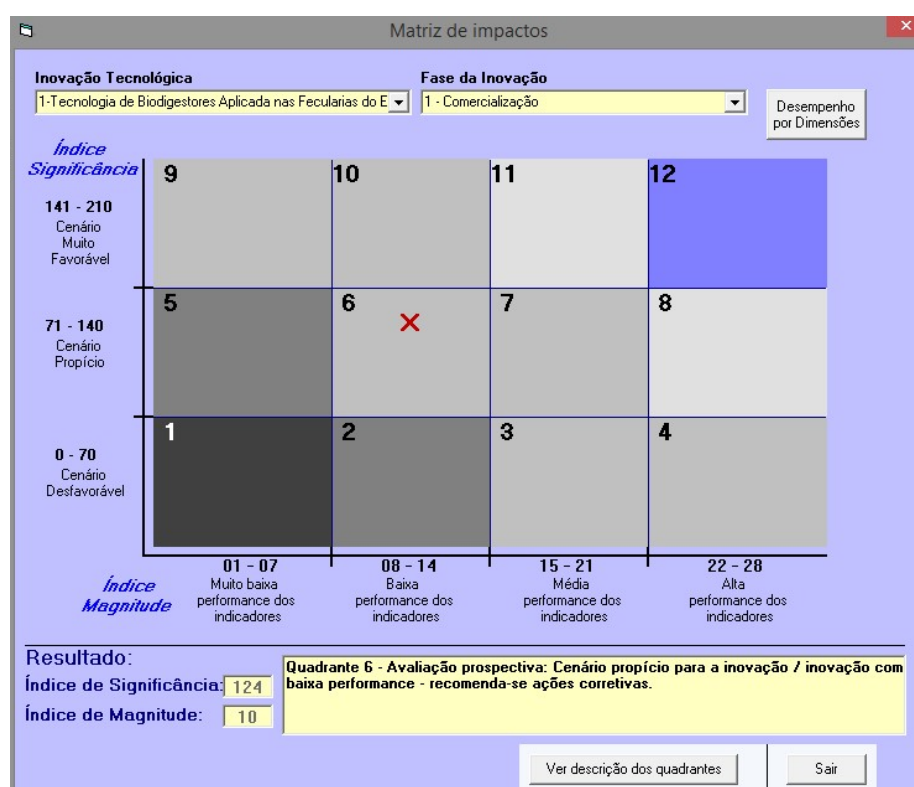 Matriz de impactos
Inovação Tecnológica
Fase da Inovação
1-Tecnologia de Biodigestores Aplicada nas Fecularias do E
1 - Comercialização
Desempenho
por Dimensões
Índice
Significância
141 - 210
Cenário
Muito
Favorável
9
10
11
12
71 - 140
Cenário
Propício
5
6
7
8
0 - 70
Cenário
Desfavorável
1
2
3
4
Índice
Magnitude
01 - 07
Muito baixa
performance dos
indicadores
08 - 14
Baixa
performance dos
indicadores
15 - 21
Média
performance dos
indicadores
22 - 28
Alta
performance dos
indicadores
Resultado:
Índice de Significância: 124
Índice de Magnitude: 10
Quadrante 6 - Avaliação prospectiva: Cenário propício para a inovação / inovação com
baixa performance - recomenda-se ações corretivas.
Ver descrição dos quadrantes
Sair